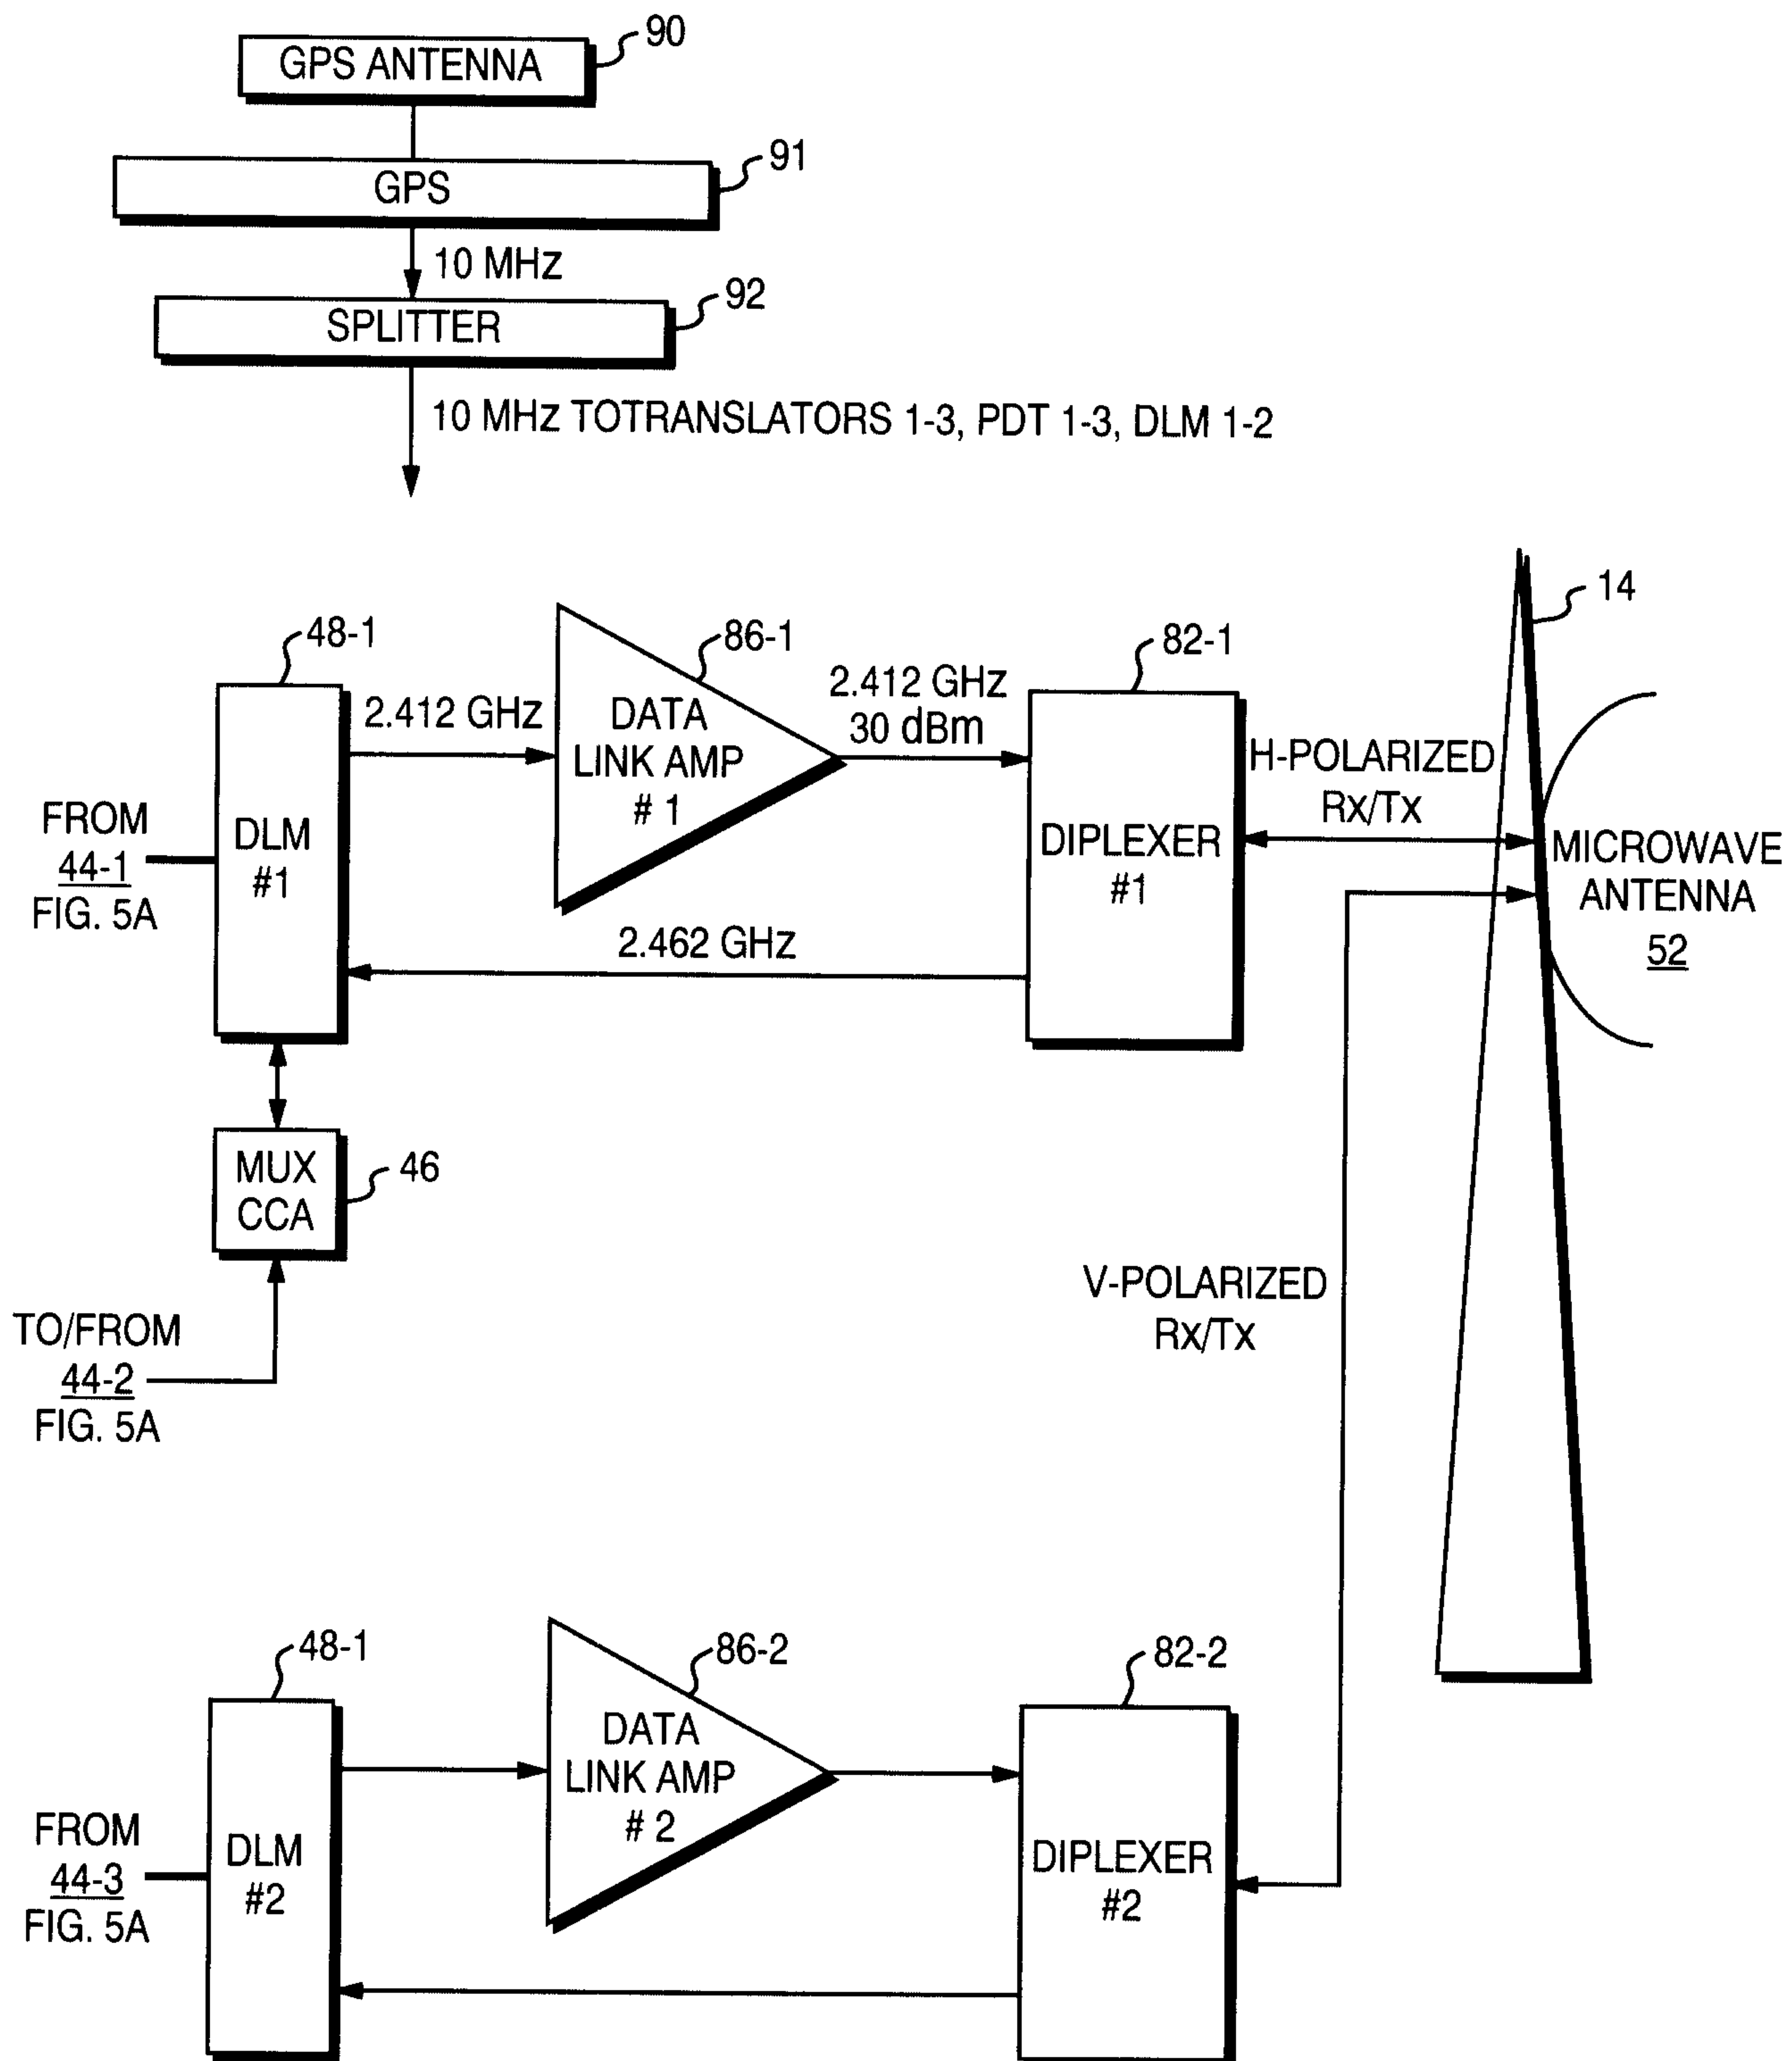 90
GPS ANTENNA
91
GPS
10 MHz
92
SPLITTER
10 MHz TOTRANSLATORS 1-3, PDT 1-3, DLM 1-2
14
48-1
86-1
82-1
2.412 GHz
DATA
LINK AMP
# 1
2.412 GHz
30 dBm
H-POLARIZED
Rx/Tx
FROM
44-1
FIG. 5A
DLM
#1
DIPLEXER
#1
MICROWAVE
ANTENNA
52
2.462 GHz
MUX
CCA
46
TO/FROM
44-2
FIG. 5A
V-POLARIZED
Rx/Tx
48-1
86-2
82-2
DATA
LINK AMP
# 2
FROM
44-3
FIG. 5A
DLM
#2
DIPLEXER
#2